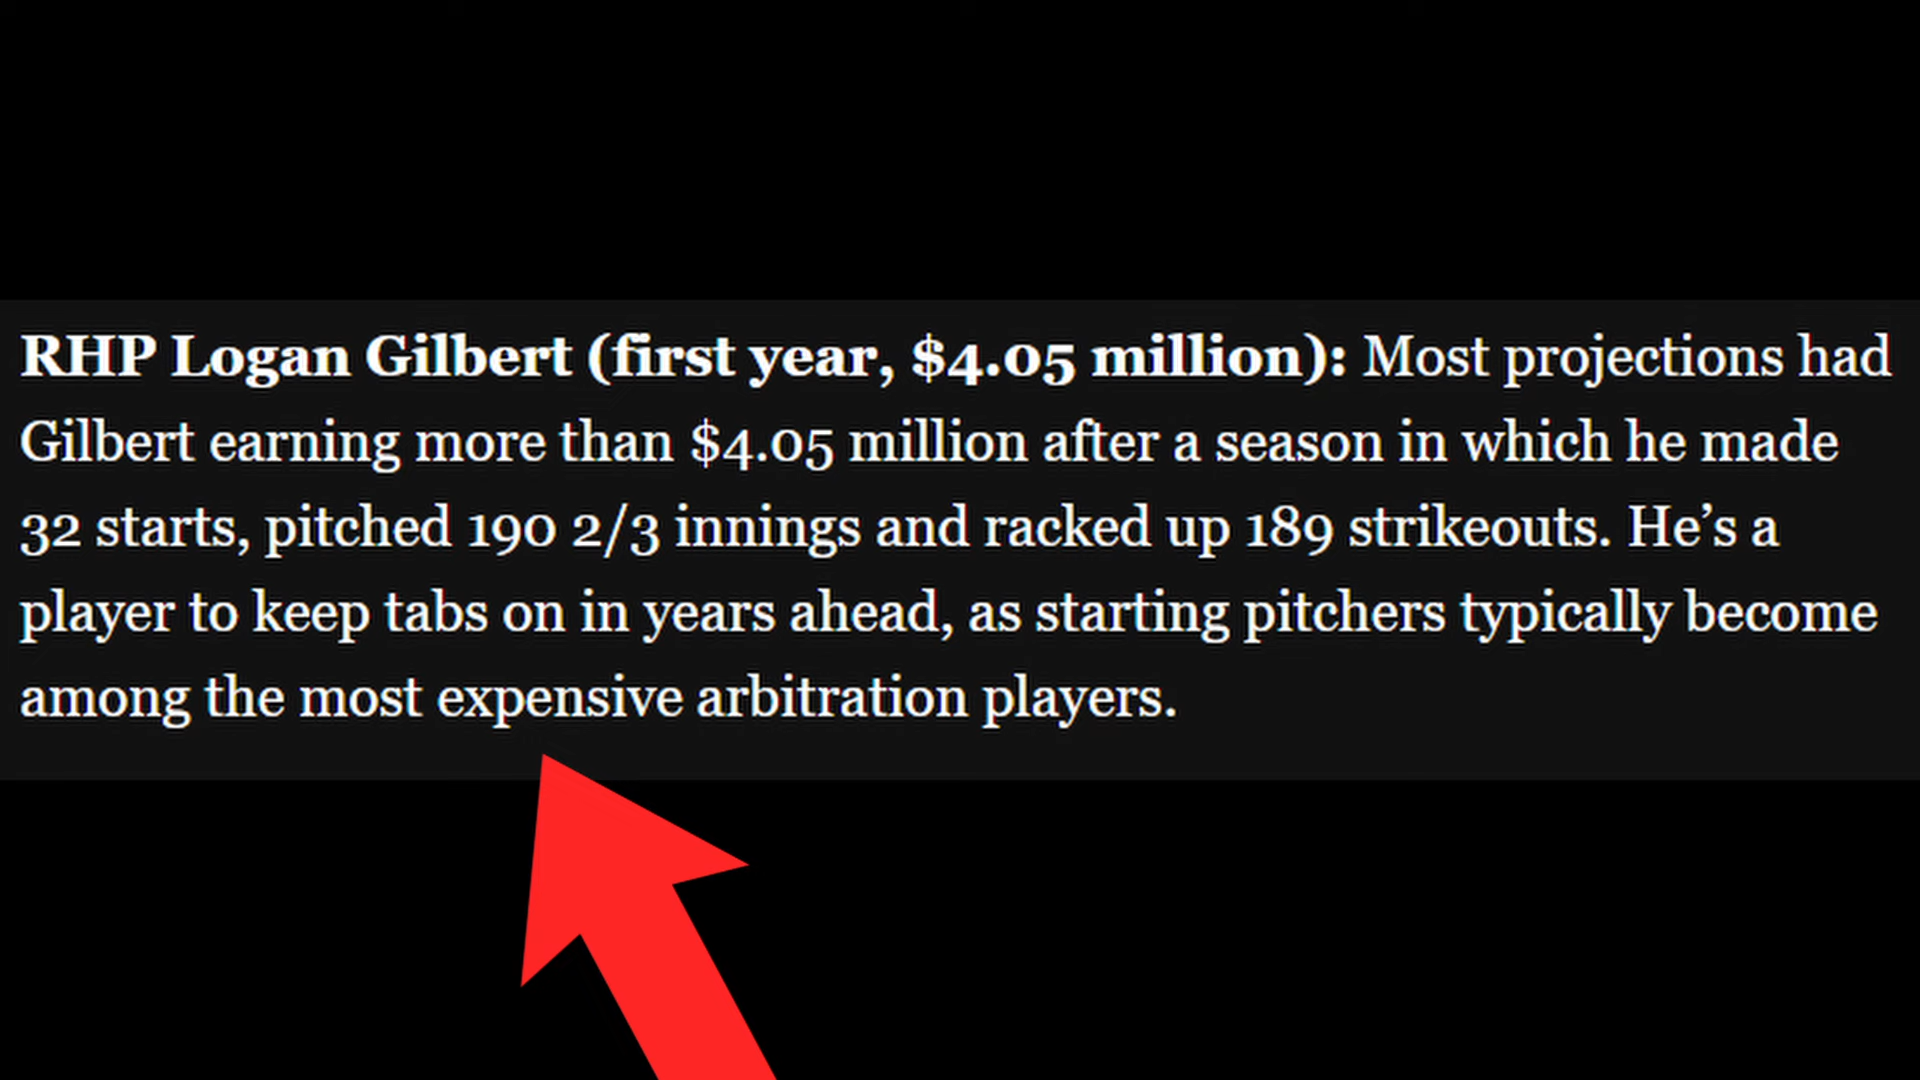 RHP Logan Gilbert (first year, $4.05 million): Most projections had
Gilbert earning more than $4.05 million after a season in which he made
32 starts, pitched 190 2/3 innings and racked up 189 strikeouts. He’s a
player to keep tabs on in years ahead, as starting pitchers typically become
among the most expensive arbitration players.